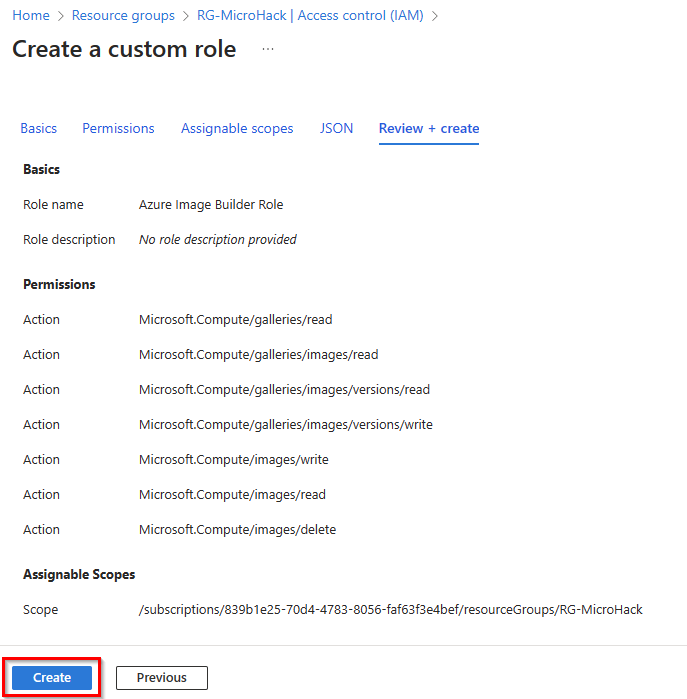 Home > Resource groups > RG-MicroHack | Access control (IAM) >
Create a custom role ...
Basics Permissions Assignable scopes JSON Review + create
Basics
Role name Azure Image Builder Role
Role description No role description provided
Permissions
Action Microsoft.Compute/galleries/read
Action Microsoft.Compute/galleries/images/read
Action Microsoft.Compute/galleries/images/versions/read
Action Microsoft.Compute/galleries/images/versions/write
Action Microsoft.Compute/images/write
Action Microsoft.Compute/images/read
Action Microsoft.Compute/images/delete
Assignable Scopes
Scope /subscriptions/839b1e25-70d4-4783-8056-faf63f3e4bef/resourceGroups/RG-MicroHack
Create Previous